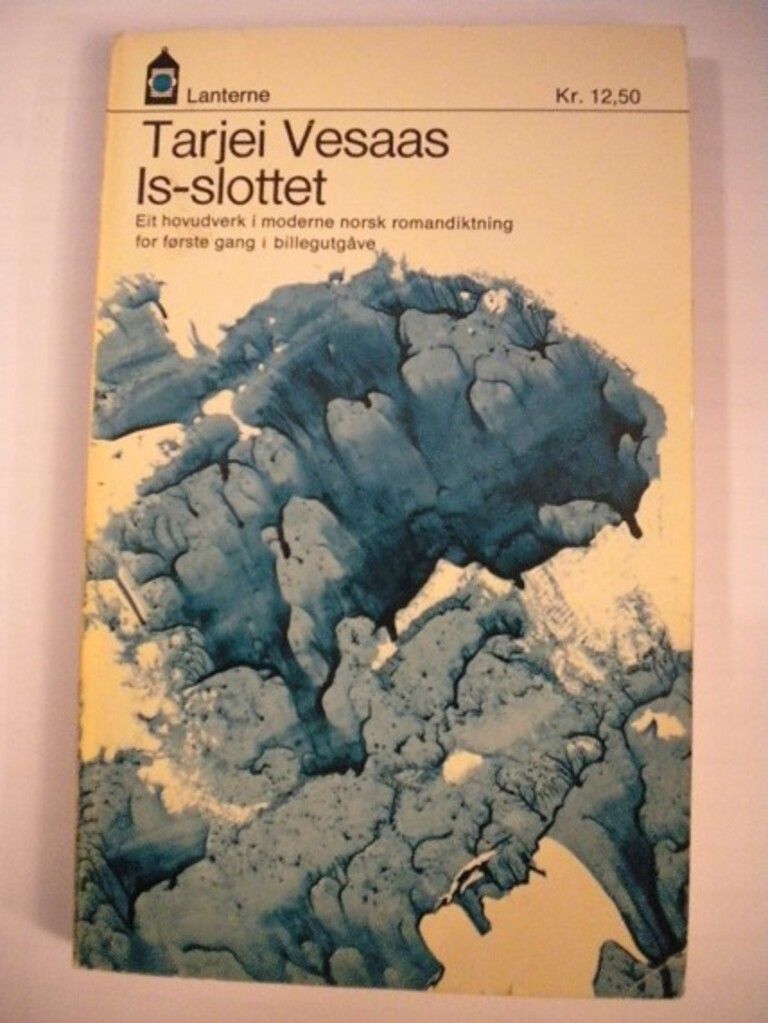 Lanterne
Kr. 12,50
Tarjei Vesaas
Is-slottet
Eit hovudverk i moderne norsk romandiktning
for første gang i billegutgåve